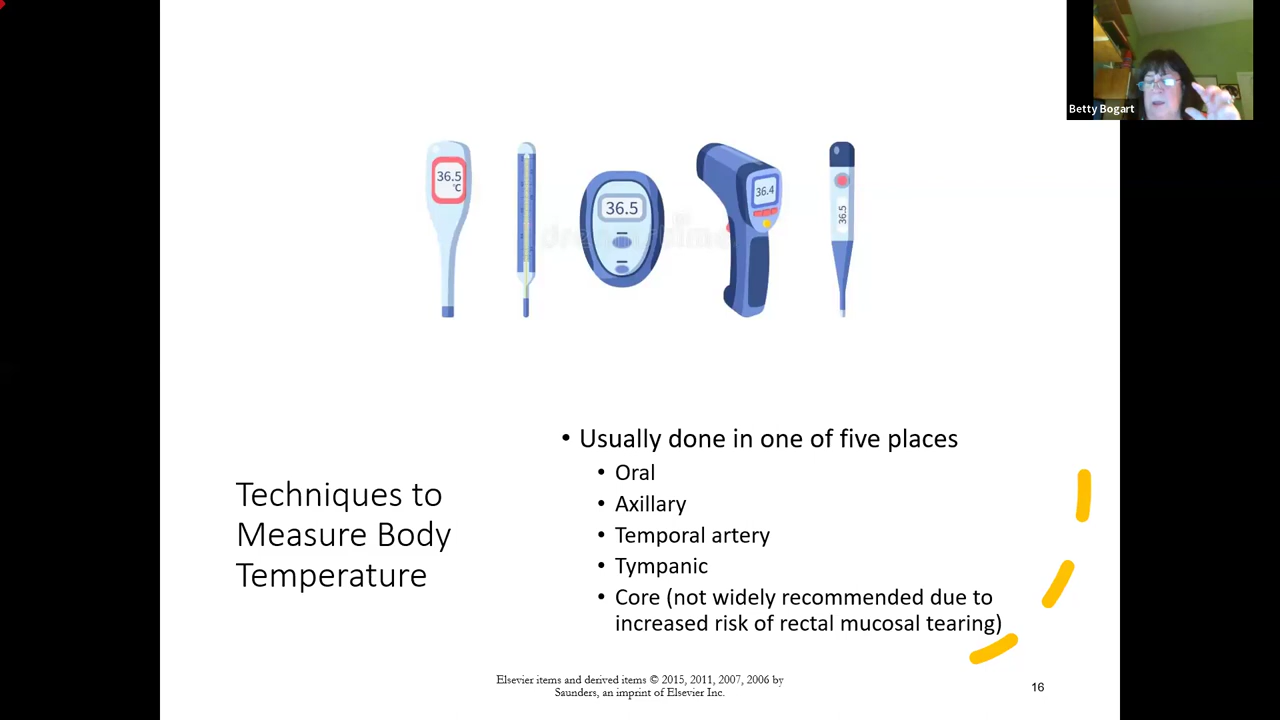 Betty Bogart
36.5
°C
36.5
36.4
36.5
• Usually done in one of five places
• Oral
• Axillary
• Temporal artery
• Tympanic
• Core (not widely recommended due to
increased risk of rectal mucosal tearing)
Techniques to
Measure Body
Temperature
Elsevier items and derived items © 2015, 2011, 2007, 2006 by
Saunders, an imprint of Elsevier Inc.
16